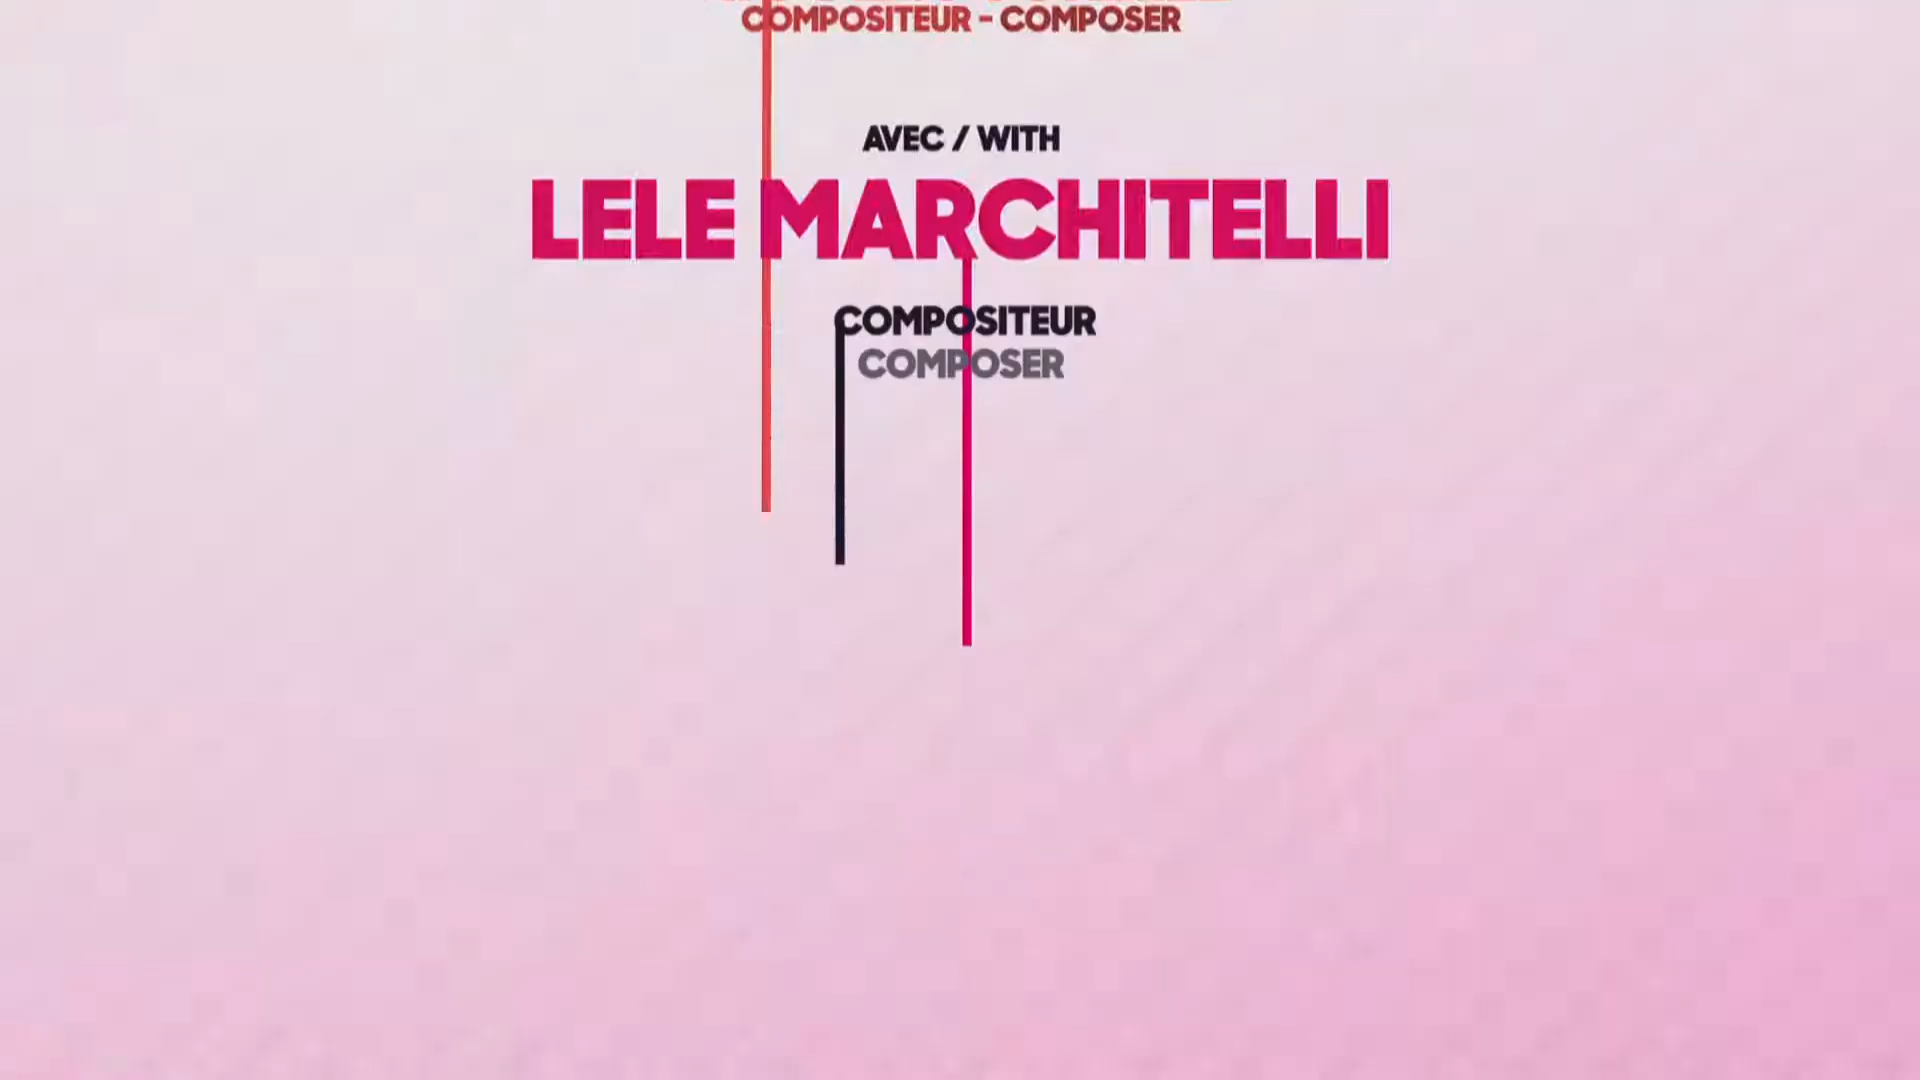 COMPOSITEUR - COMPOSER
AVEC / WITH
LELE MARCHITELLI
COMPOSITEUR
COMPOSER